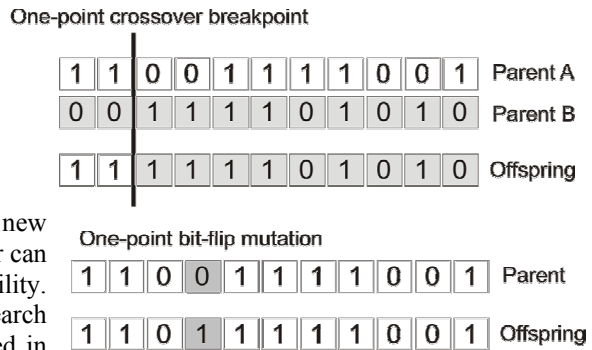 One-point crossover breakpoint
1 1 0 0 1 1 1 1 0 0 1 Parent A
0 0 1 1 1 1 0 1 0 1 0 Parent B
1 1 1 1 1 1 0 1 0 1 0 Offspring
new
r can
ility.
earch
ed in
One-point bit-flip mutation
1 1 0 0 1 1 1 1 0 0 1 Parent
1 1 0 1 1 1 1 1 0 0 1 Offspring